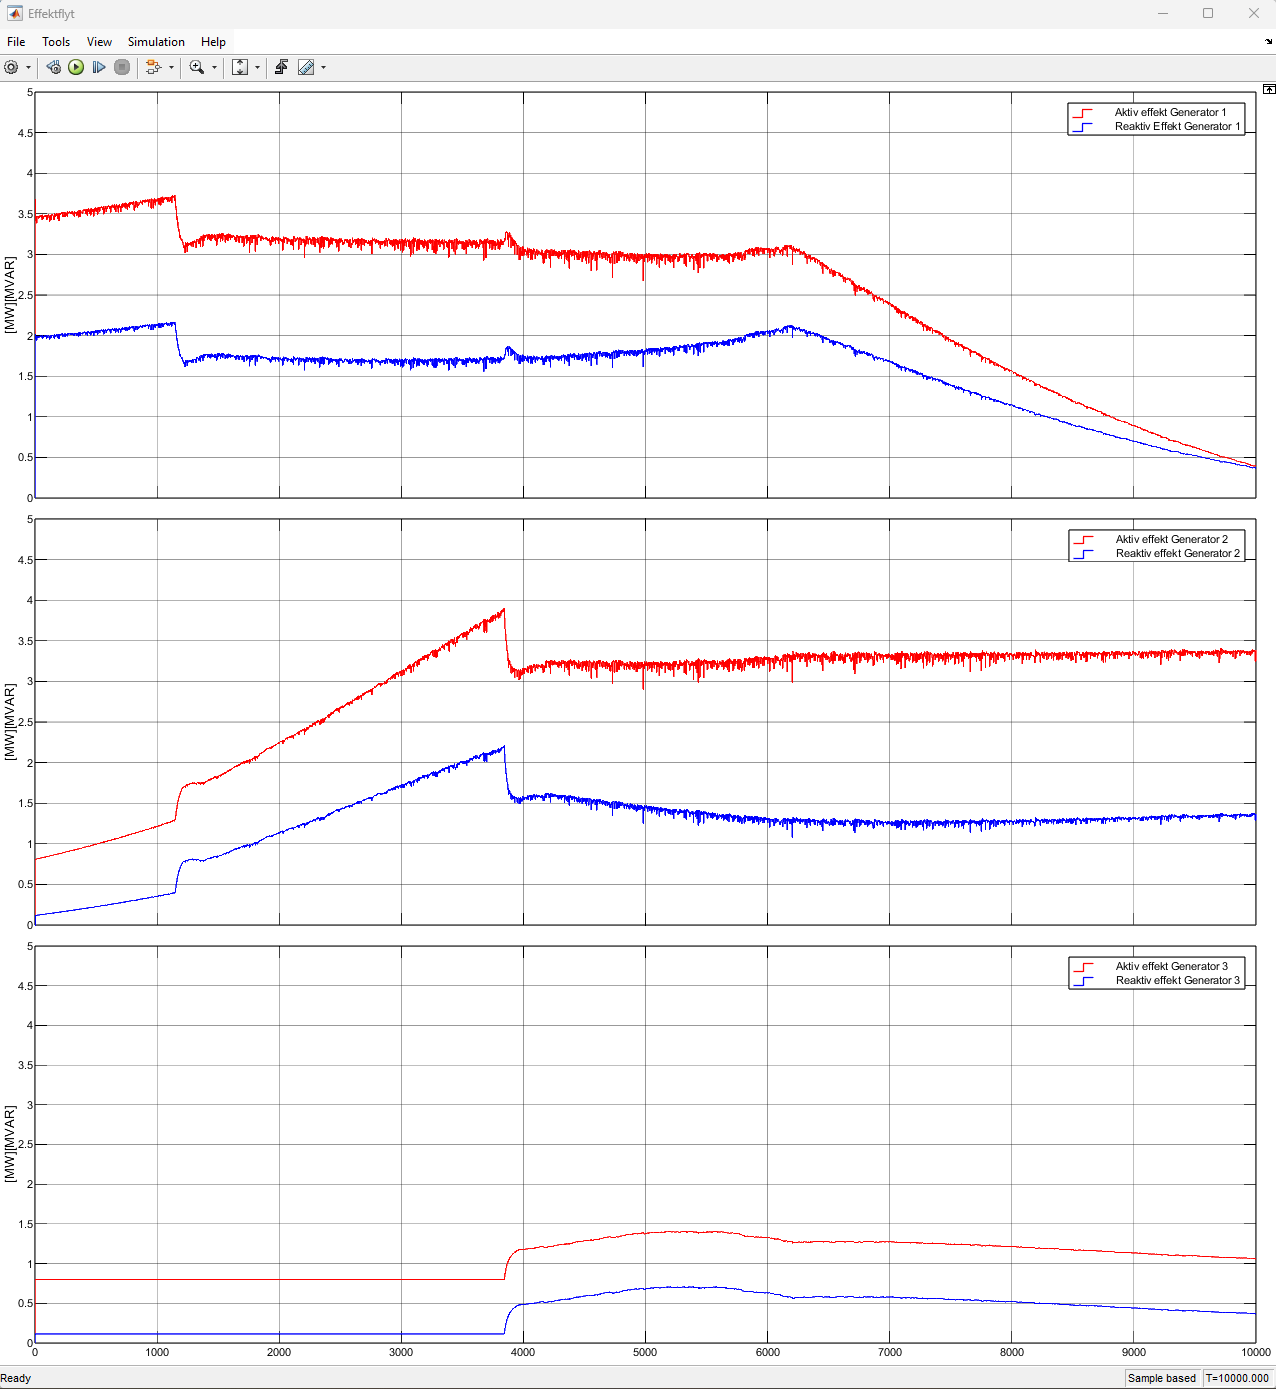 Effektflyt
File Tools View Simulation Help
Aktiv effekt Generator 1
Reaktiv Effekt Generator 1
[MW][MVAR]
5
4.5
4
3.5
3
2.5
2
1.5
1
0.5
0
Aktiv effekt Generator 2
Reaktiv effekt Generator 2
[MW][MVAR]
5
4.5
4
3.5
3
2.5
2
1.5
1
0.5
0
Aktiv effekt Generator 3
Reaktiv effekt Generator 3
[MW][MVAR]
5
4.5
4
3.5
3
2.5
2
1.5
1
0.5
0
0 1000 2000 3000 4000 5000 6000 7000 8000 9000 10000
Ready Sample based T=10000.000